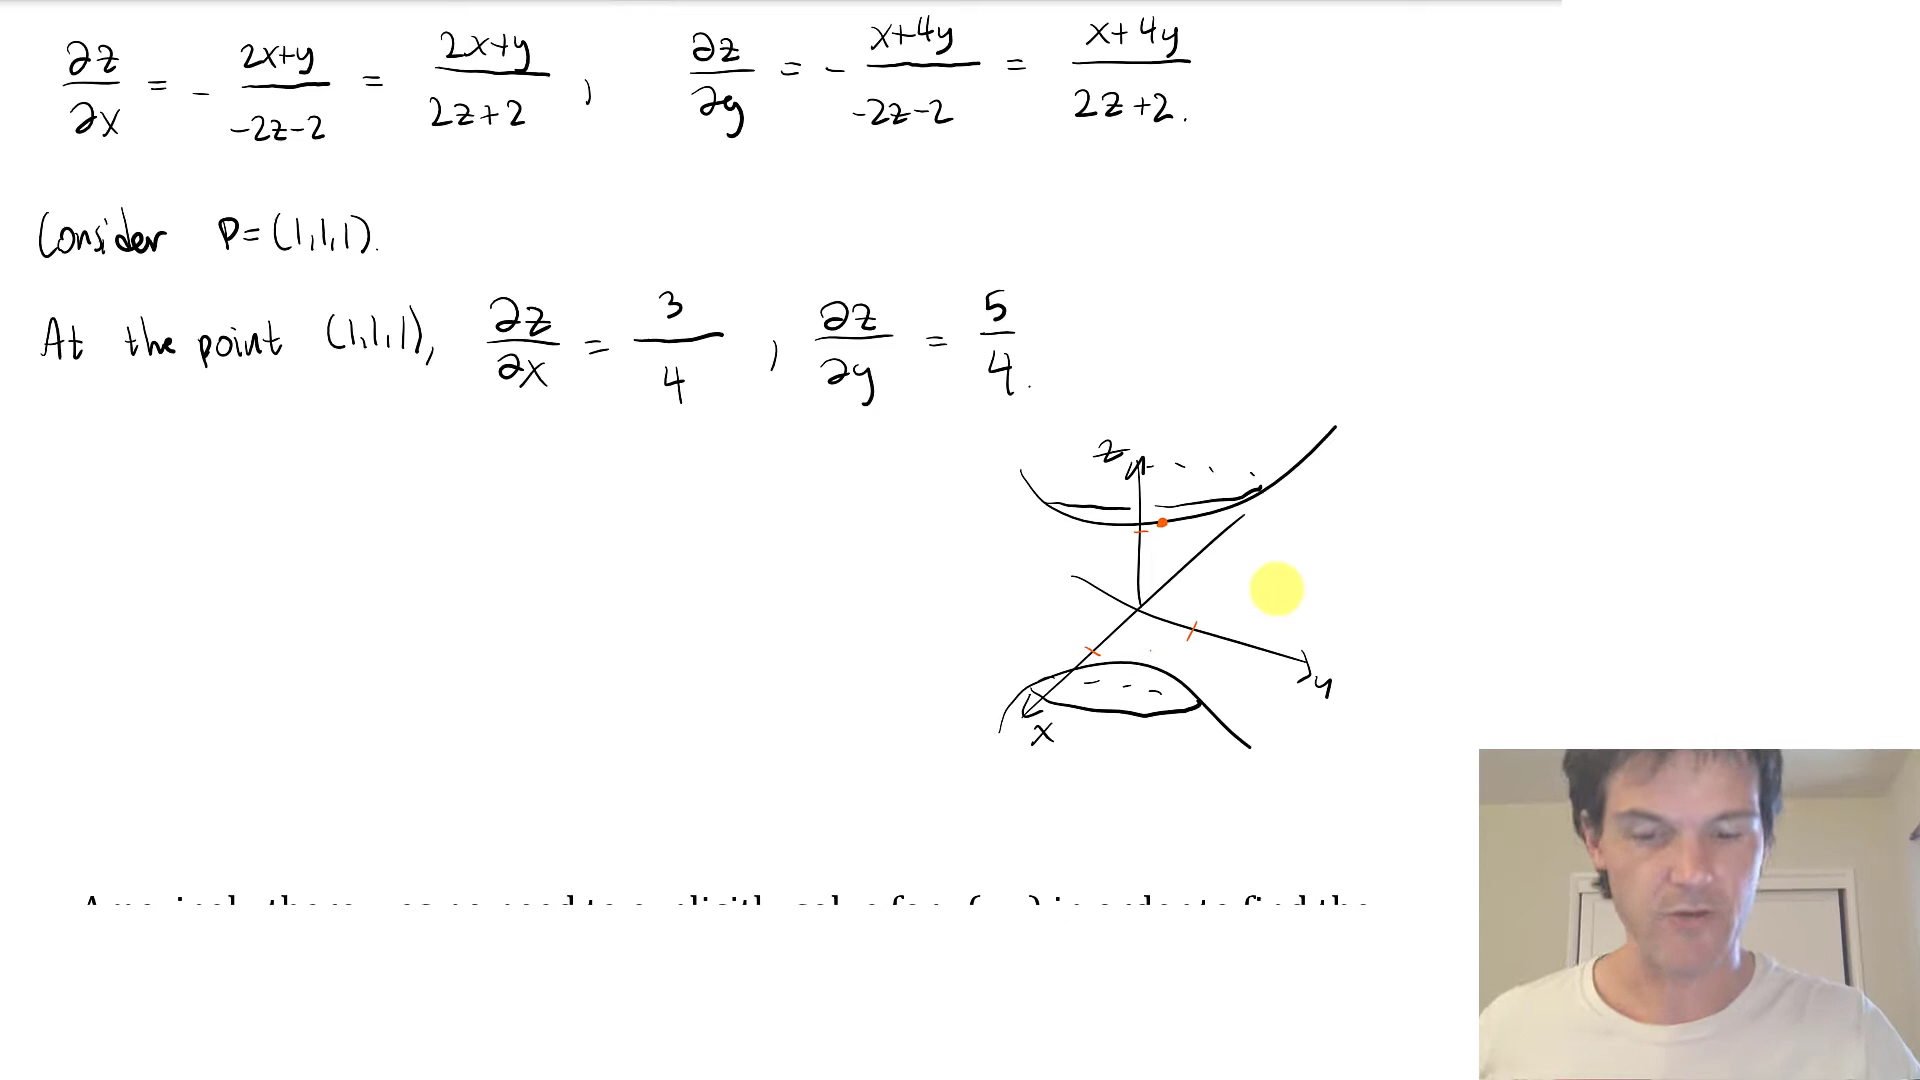 ∂z/∂x = - (2x+y)/(-2z-2) = (2x+y)/(2z+2), ∂z/∂y = - (x+4y)/(-2z-2) = (x+4y)/(2z+2).
Consider P=(1,1,1).
At the point (1,1,1), ∂z/∂x = 3/4, ∂z/∂y = 5/4.
z
y
x